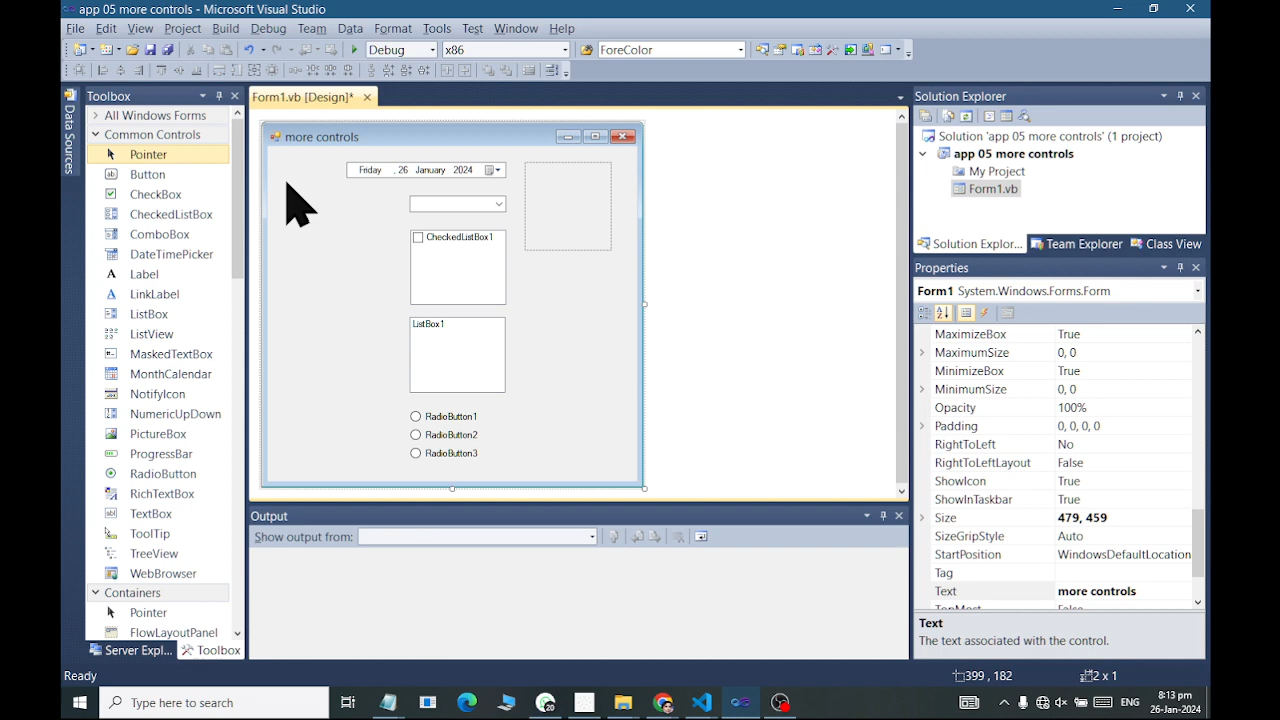 app 05 more controls - Microsoft Visual Studio
File Edit View Project Build Debug Team Data Format Tools Test Window Help
Debug x86 ForeColor
Data Sources
Toolbox
All Windows Forms
Common Controls
Pointer
Button
CheckBox
CheckedListBox
ComboBox
DateTimePicker
Label
LinkLabel
ListBox
ListView
MaskedTextBox
MonthCalendar
NotifyIcon
NumericUpDown
PictureBox
ProgressBar
RadioButton
RichTextBox
TextBox
ToolTip
TreeView
WebBrowser
Containers
Pointer
FlowLayoutPanel
Server Expl... Toolbox
Form1.vb [Design]*
more controls
Friday , 26 January 2024
CheckedListBox1
ListBox1
RadioButton1
RadioButton2
RadioButton3
Output
Show output from:
Solution Explorer
Solution 'app 05 more controls' (1 project)
app 05 more controls
My Project
Form1.vb
Solution Explor... Team Explorer Class View
Properties
Form1 System.Windows.Forms.Form
MaximizeBox True
MaximumSize 0, 0
MinimizeBox True
MinimumSize 0, 0
Opacity 100%
Padding 0, 0, 0, 0
RightToLeft No
RightToLeftLayout False
ShowIcon True
ShowInTaskbar True
Size 479, 459
SizeGripStyle Auto
StartPosition WindowsDefaultLocation
Tag
Text more controls
TopMost False
Text
The text associated with the control.
Ready 399 , 182 2 x 1
Type here to search
20
ENG
8:13 pm
26-Jan-2024